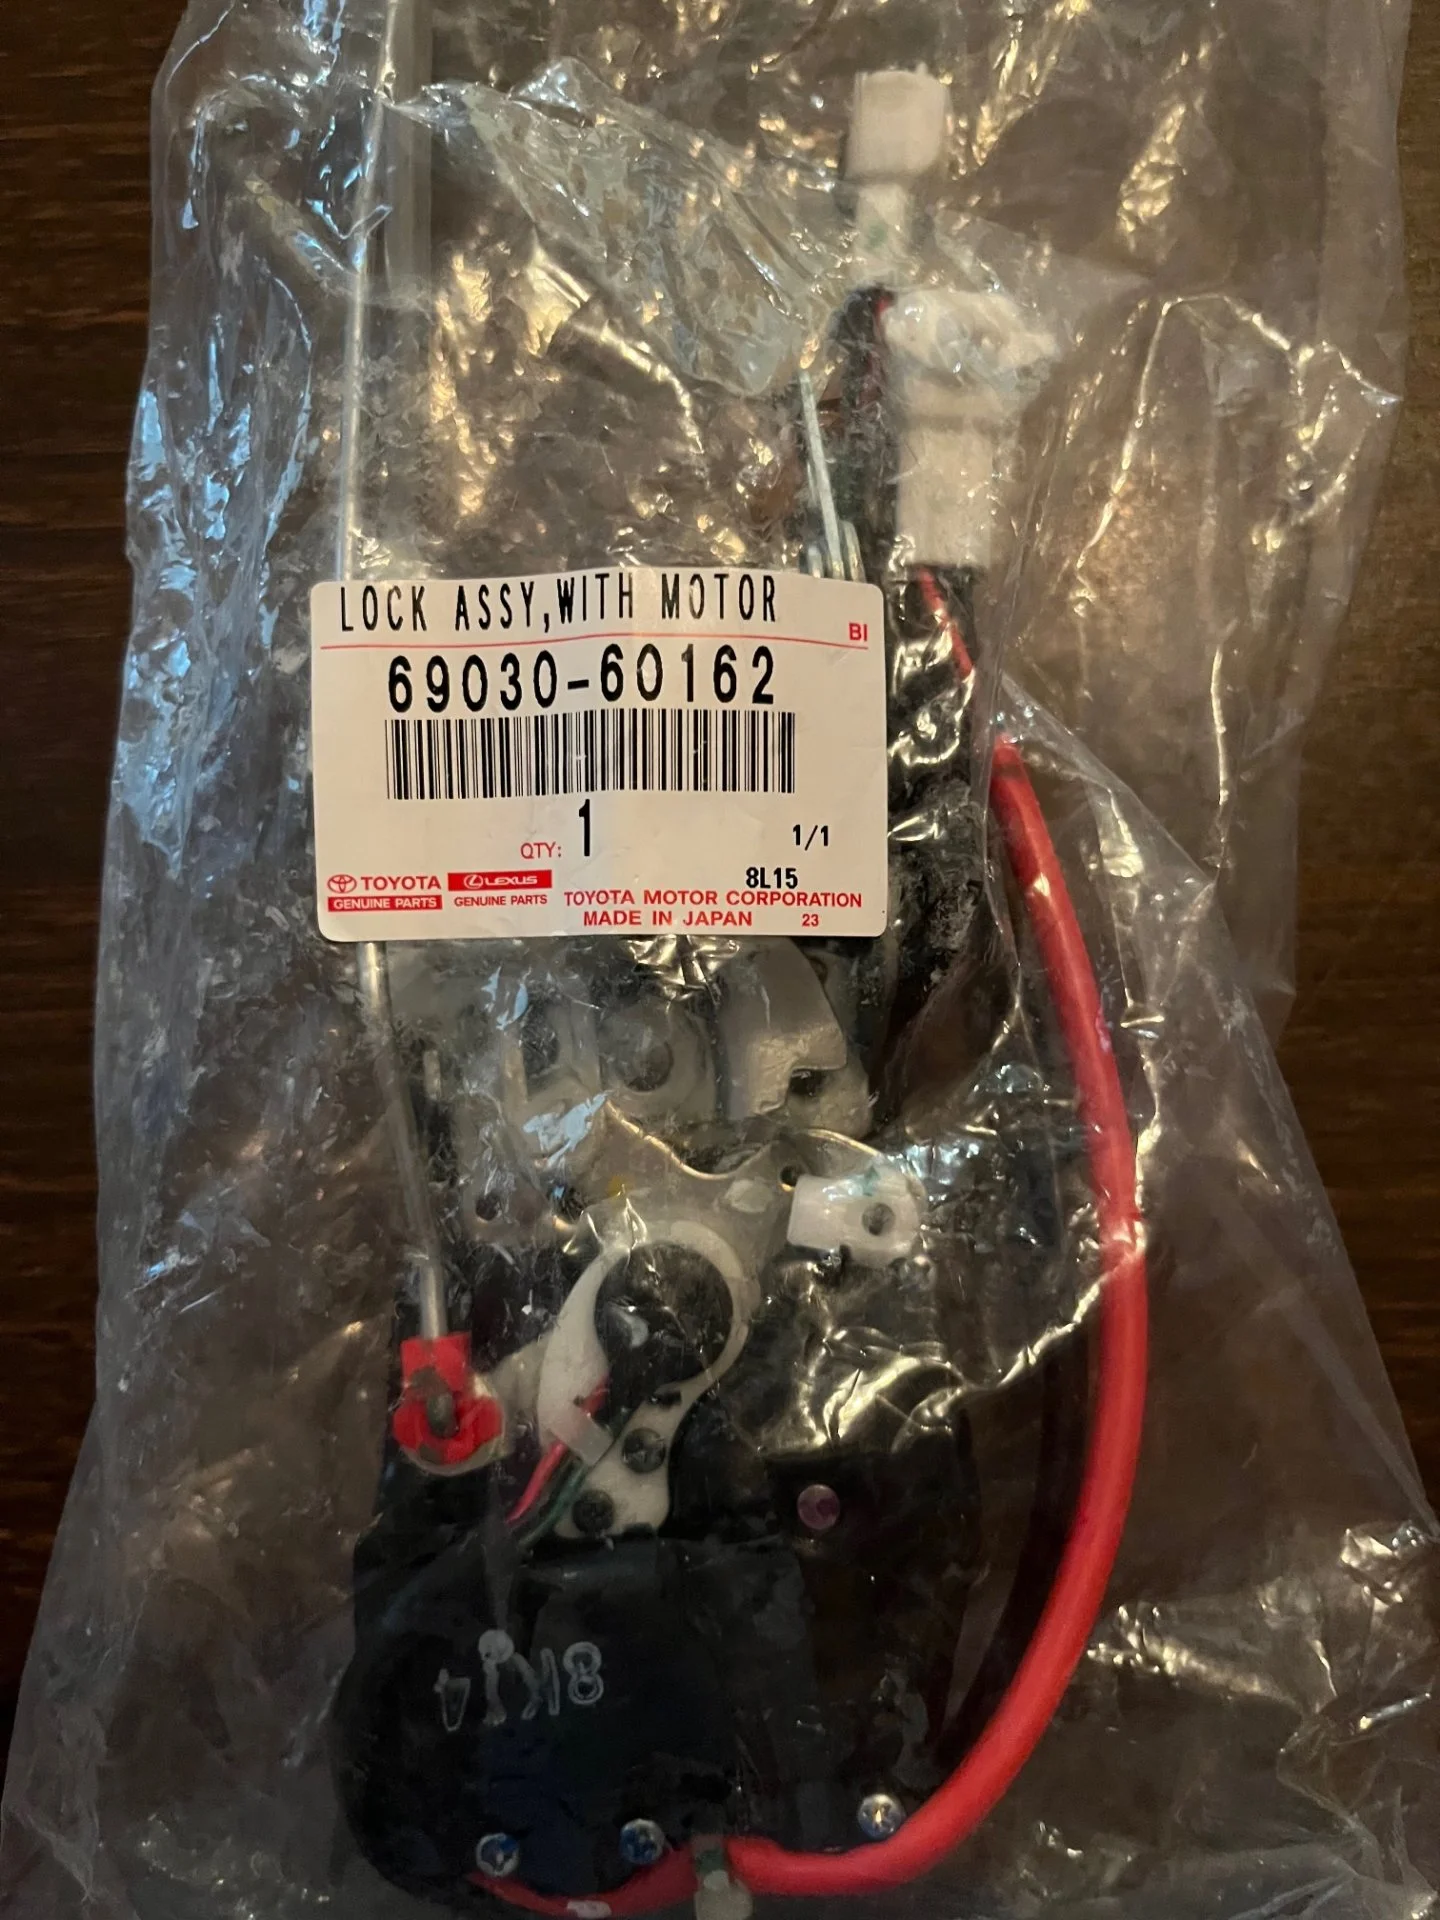 LOCK ASSY,WITH MOTOR
BI
69030-60162
QTY: 1
1/1
8L15
TOYOTA
GENUINE PARTS
LEXUS
GENUINE PARTS
TOYOTA MOTOR CORPORATION
MADE IN JAPAN 23